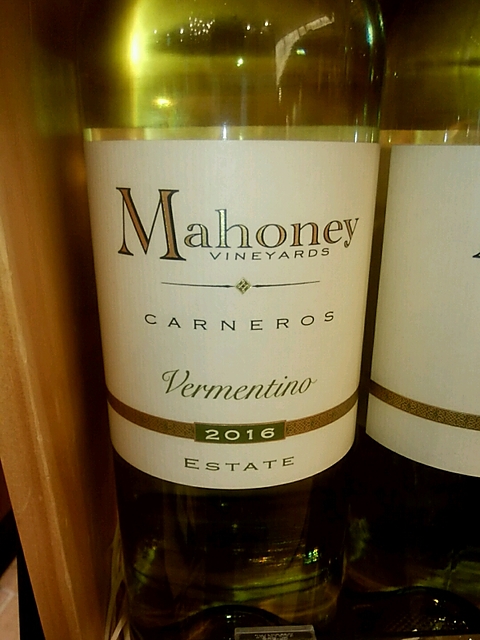 Mahoney
VINEYARDS
CARNEROS
Vermentino
2016
ESTATE